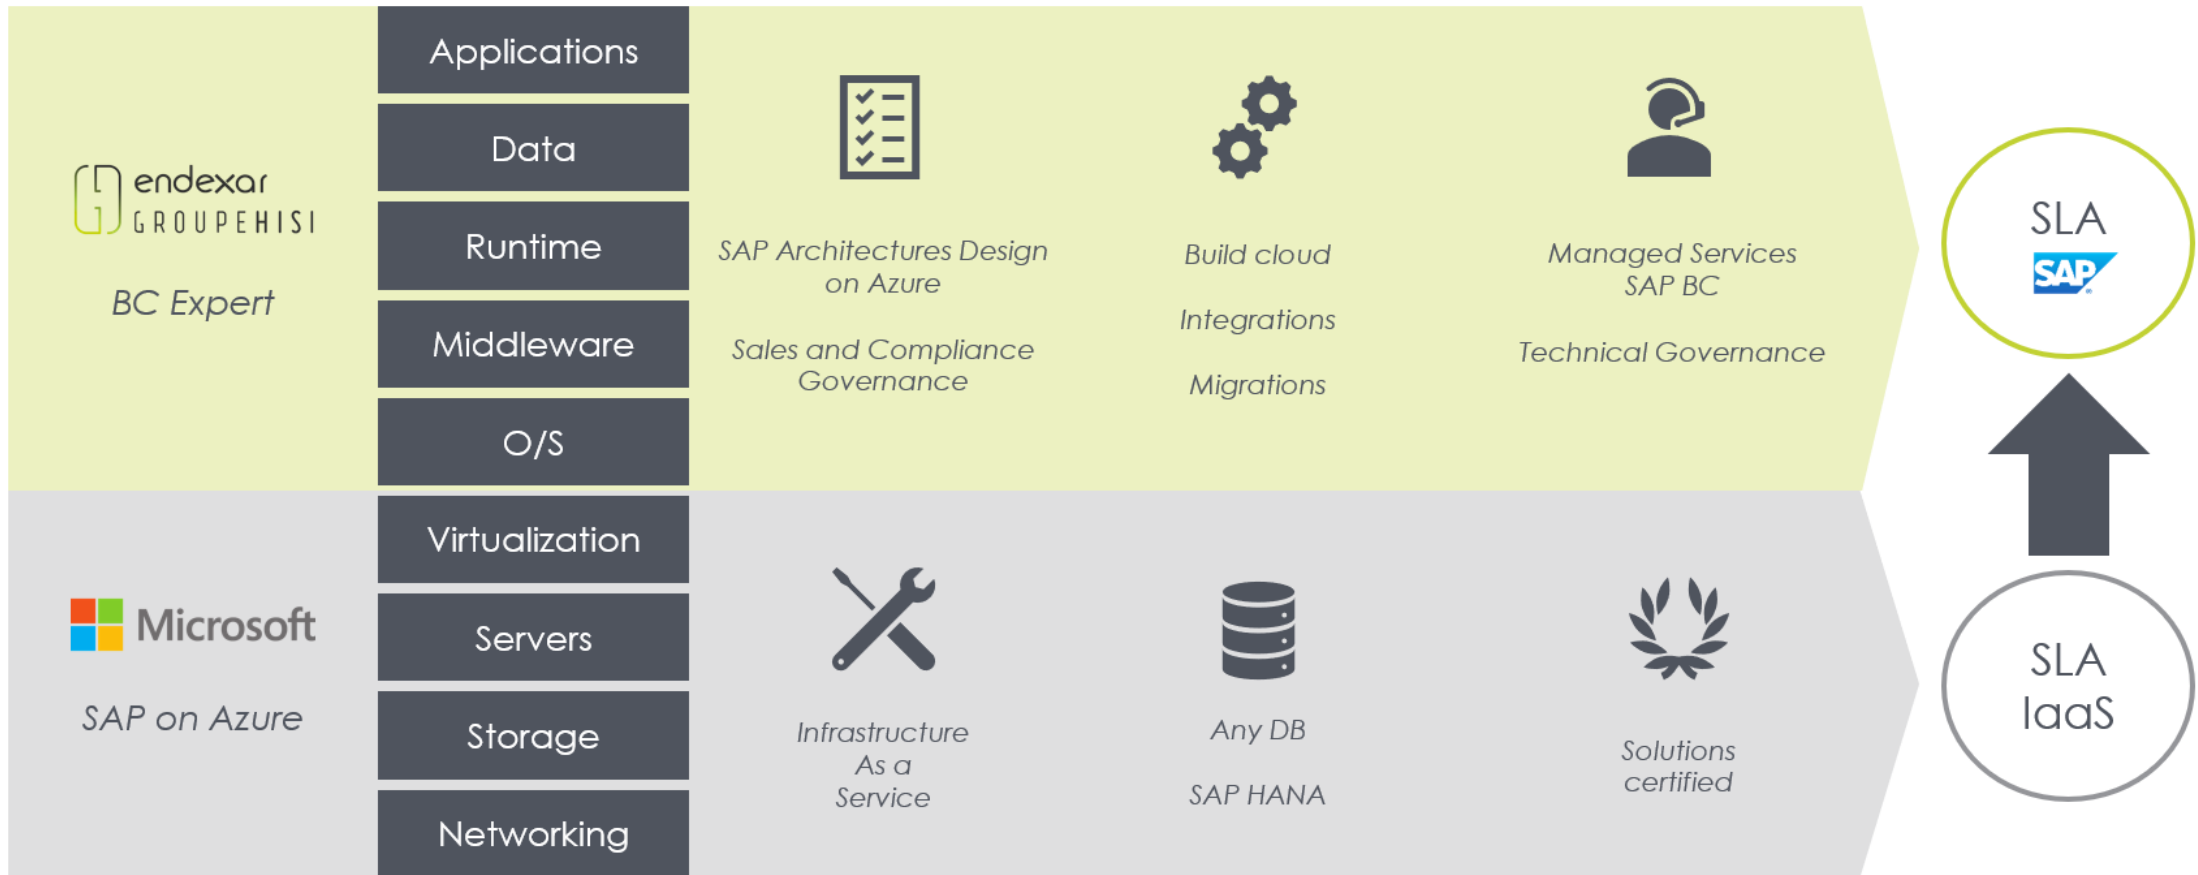 endexar
GROUPEHISI
BC Expert
Applications
Data
Runtime
Middleware
O/S
SAP Architectures Design
on Azure
Sales and Compliance
Governance
Build cloud
Integrations
Migrations
Managed Services
SAP BC
Technical Governance
SLA
SAP
Microsoft
SAP on Azure
Virtualization
Servers
Storage
Networking
Infrastructure
As a
Service
Any DB
SAP HANA
Solutions
certified
SLA
IaaS